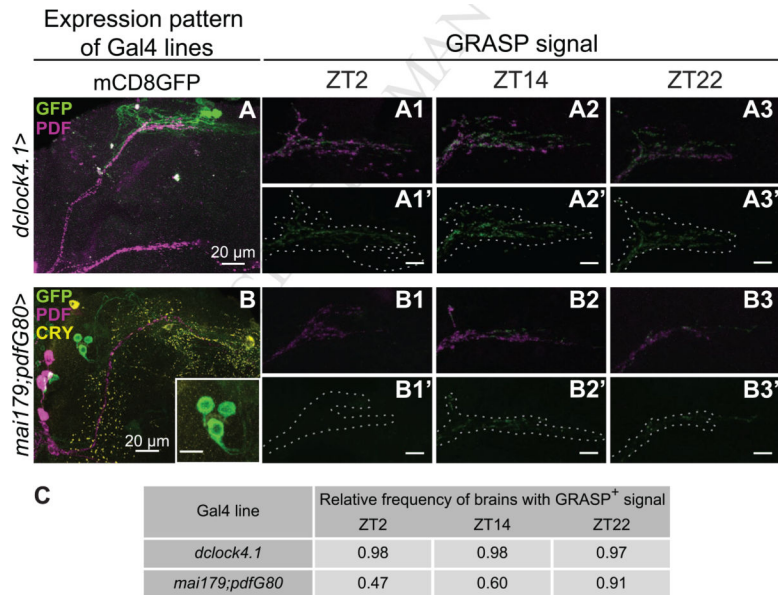 Expression pattern
of Gal4 lines
GRASP signal
mCD8GFP
ZT2
ZT14
ZT22
dclock4.1>
GFP
PDF
A
20 µm
A1
A2
A3
A1'
A2'
A3'
mai179;pdfG80>
GFP
PDF
CRY
B
20 µm
B1
B2
B3
B1'
B2'
B3'
C
Gal4 line
Relative frequency of brains with GRASP+ signal
ZT2 ZT14 ZT22
dclock4.1 0.98 0.98 0.97
mai179;pdfG80 0.47 0.60 0.91